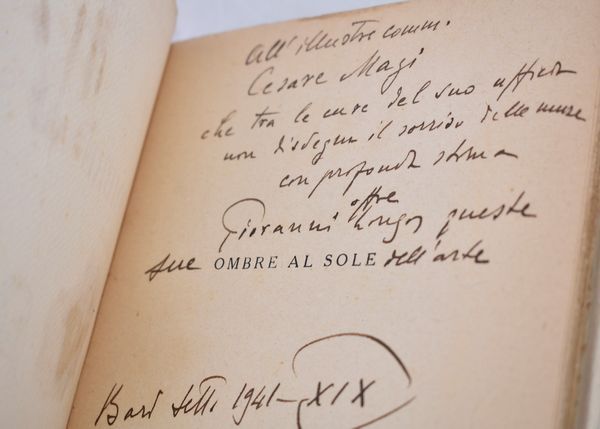 All'illustre comm.
Cesare Magi
che tra le cure del suo ufficio
non disdegna il sorriso delle muse
con profonda stima
offre
Giovanni Longo queste
sue OMBRE AL SOLE dell'arte
Bari Sett. 1941-XIX